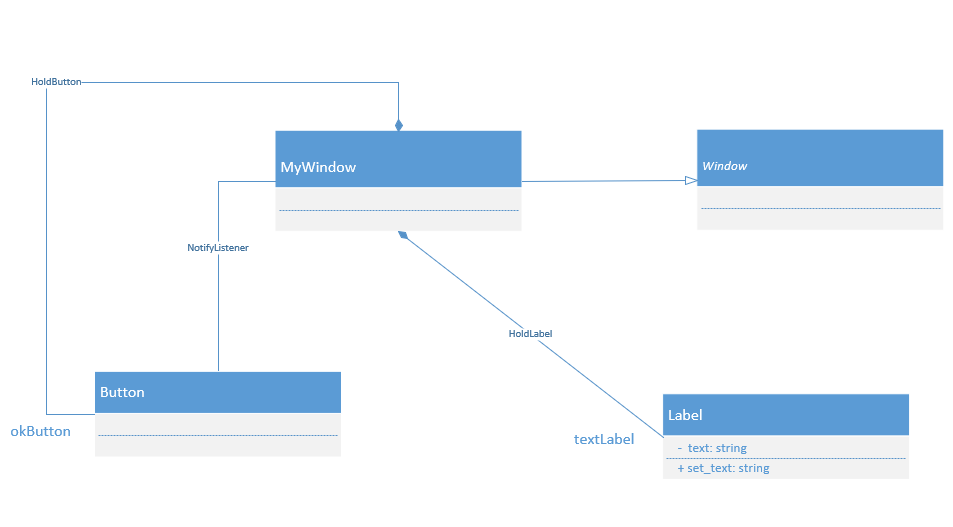 HoldButton
MyWindow
Window
NotifyListener
HoldLabel
Button
okButton
Label
textLabel
- text: string
+ set_text: string